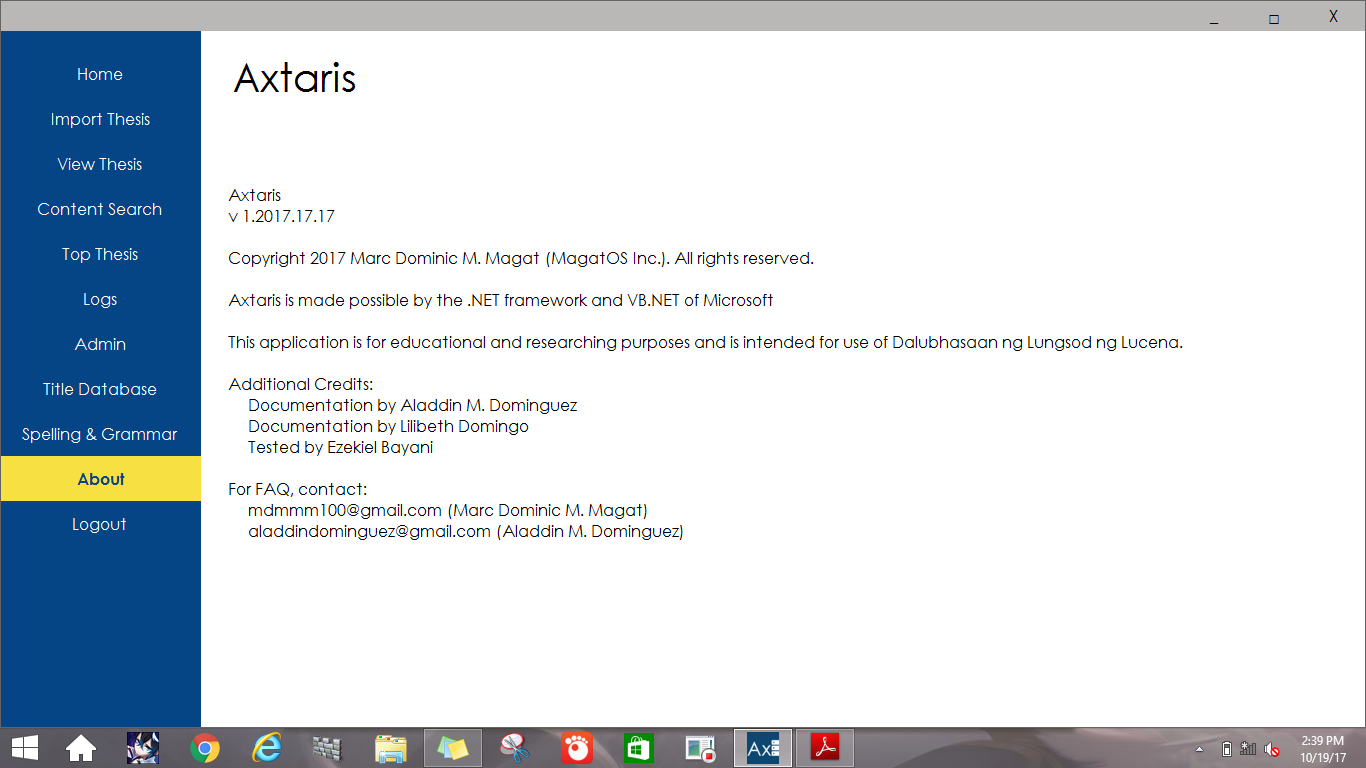 _ □ X
Home
Import Thesis
View Thesis
Content Search
Top Thesis
Logs
Admin
Title Database
Spelling & Grammar
About
Logout
Axtaris
Axtaris
v 1.2017.17.17
Copyright 2017 Marc Dominic M. Magat (MagatOS Inc.). All rights reserved.
Axtaris is made possible by the .NET framework and VB.NET of Microsoft
This application is for educational and researching purposes and is intended for use of Dalubhasaan ng Lungsod ng Lucena.
Additional Credits:
Documentation by Aladdin M. Dominguez
Documentation by Lilibeth Domingo
Tested by Ezekiel Bayani
For FAQ, contact:
mdmmm100@gmail.com (Marc Dominic M. Magat)
aladdindominguez@gmail.com (Aladdin M. Dominguez)
Ax
2:39 PM
10/19/17